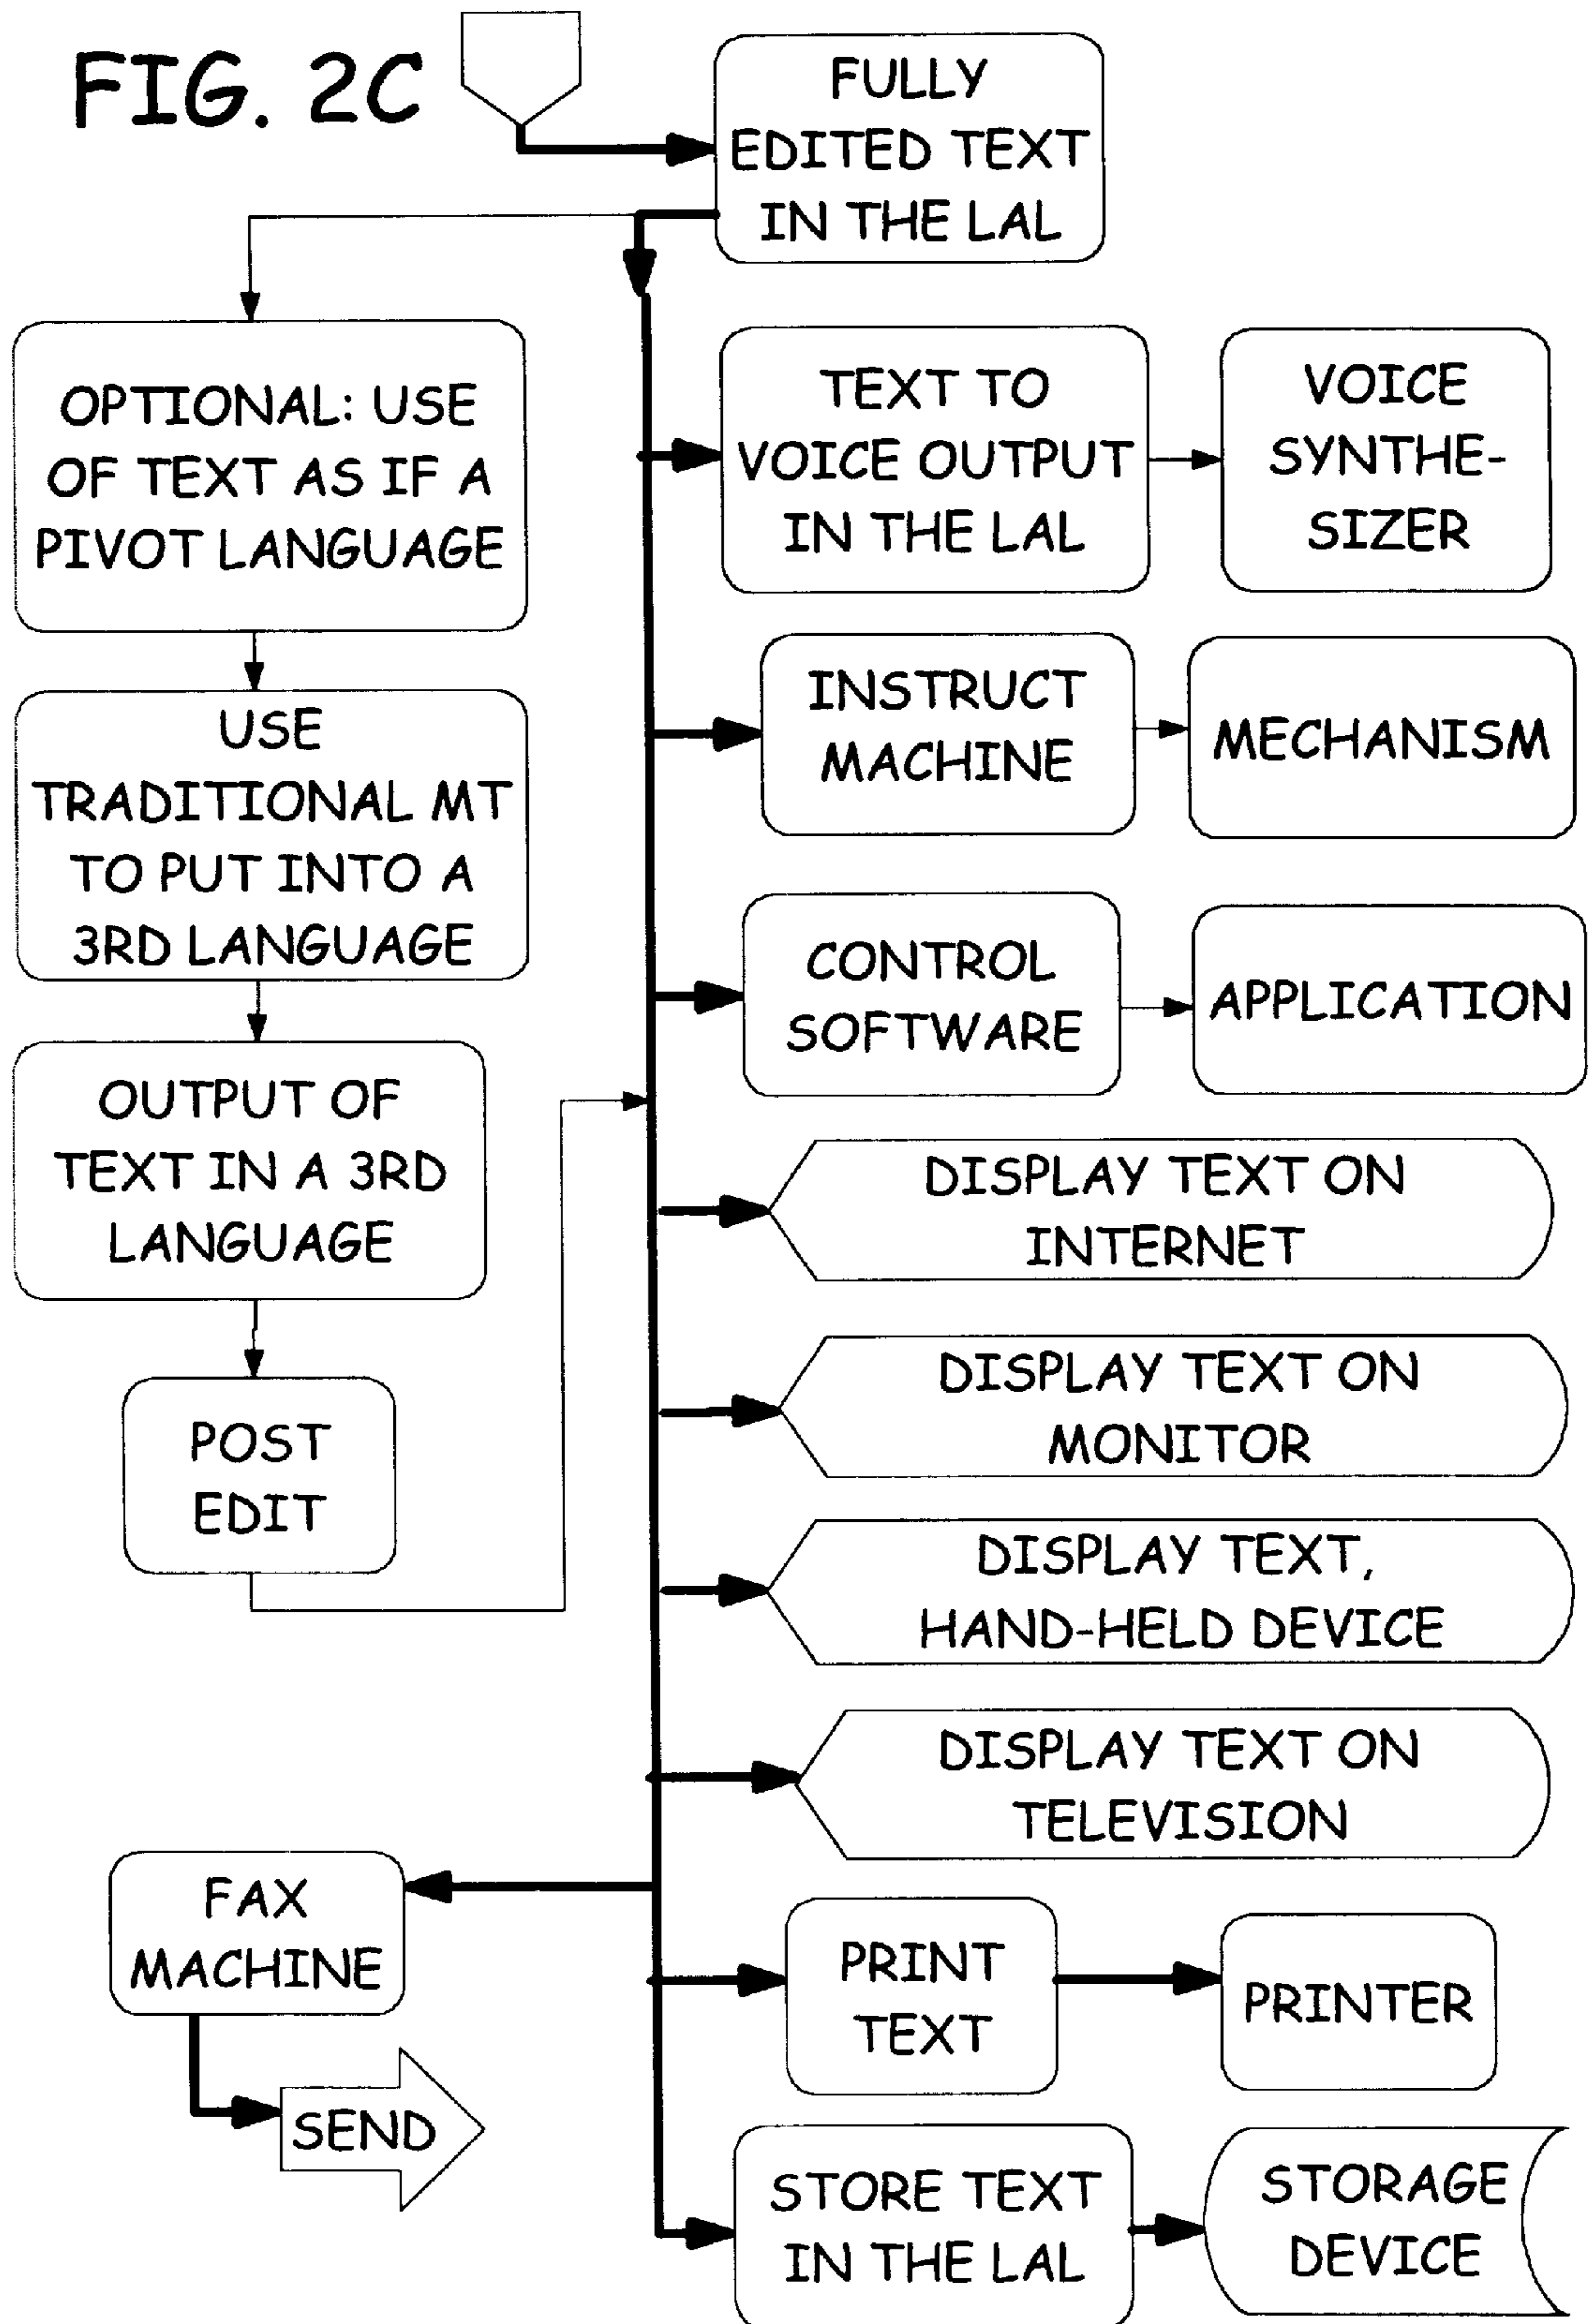 FIG. 2C
FULLY
EDITED TEXT
IN THE LAL
OPTIONAL: USE
OF TEXT AS IF A
PIVOT LANGUAGE
USE
TRADITIONAL MT
TO PUT INTO A
3RD LANGUAGE
OUTPUT OF
TEXT IN A 3RD
LANGUAGE
POST
EDIT
TEXT TO
VOICE OUTPUT
IN THE LAL
VOICE
SYNTHE-
SIZER
INSTRUCT
MACHINE
MECHANISM
CONTROL
SOFTWARE
APPLICATION
DISPLAY TEXT ON
INTERNET
DISPLAY TEXT ON
MONITOR
DISPLAY TEXT,
HAND-HELD DEVICE
DISPLAY TEXT ON
TELEVISION
FAX
MACHINE
SEND
PRINT
TEXT
PRINTER
STORE TEXT
IN THE LAL
STORAGE
DEVICE